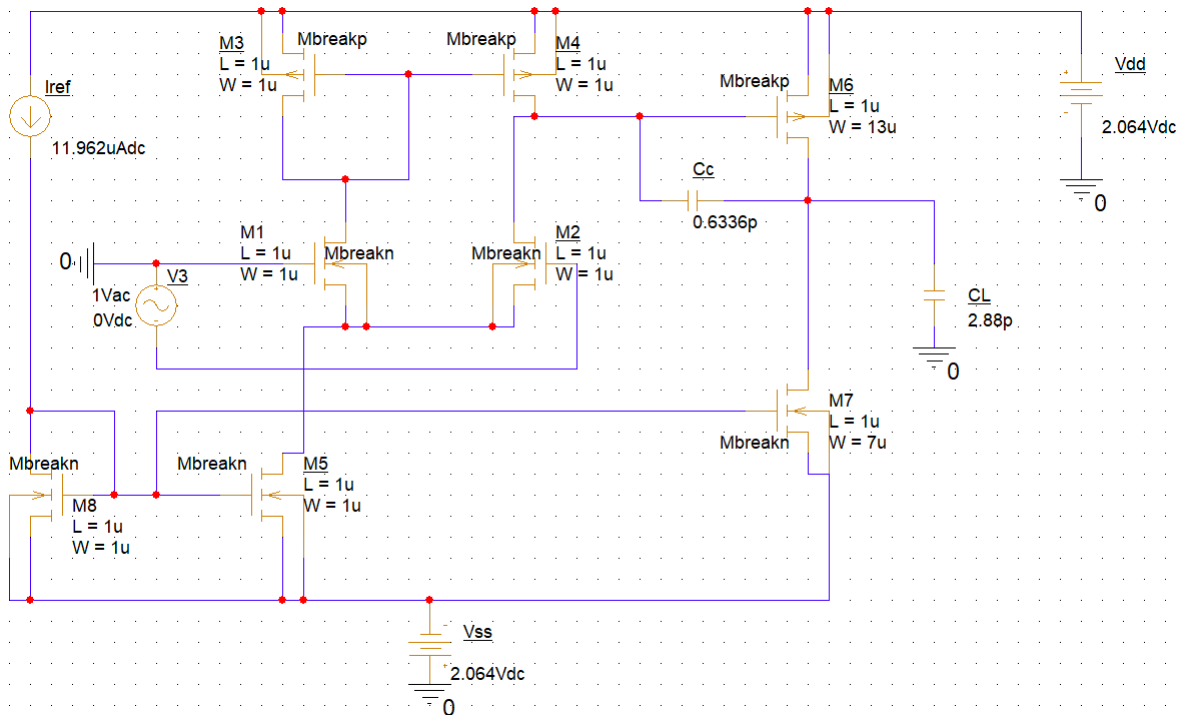 M3
L = 1u
W = 1u
Mbreakp
Mbreakp
M4
L = 1u
W = 1u
Mbreakp
M6
L = 1u
W = 13u
Vdd
2.064Vdc
0
Iref
11.962uAdc
Cc
0.6336p
M1
L = 1u
W = 1u
Mbreakn
Mbreakn
M2
L = 1u
W = 1u
0
V3
1Vac
0Vdc
CL
2.88p
0
Mbreakn
M8
L = 1u
W = 1u
Mbreakn
M5
L = 1u
W = 1u
Mbreakn
M7
L = 1u
W = 7u
Vss
2.064Vdc
0